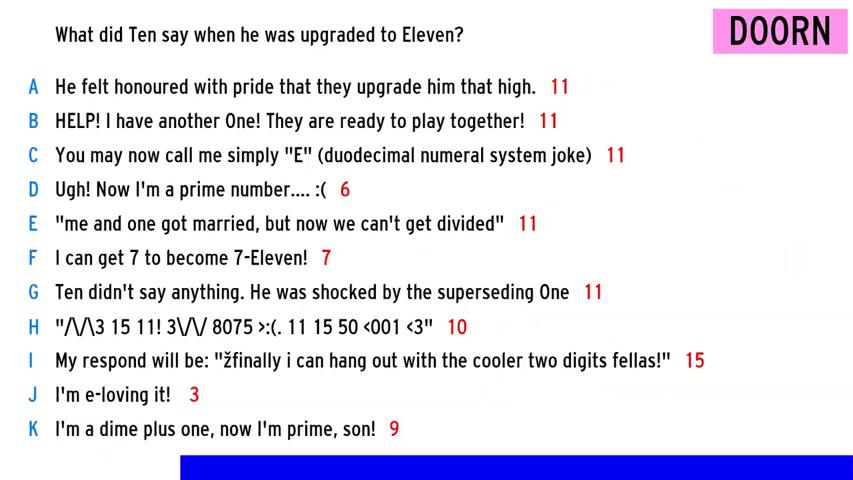 What did Ten say when he was upgraded to Eleven?
DOORN
A He felt honoured with pride that they upgrade him that high. 11
B HELP! I have another One! They are ready to play together! 11
C You may now call me simply "E" (duodecimal numeral system joke) 11
D Ugh! Now I'm a prime number.... :( 6
E "me and one got married, but now we can't get divided" 11
F I can get 7 to become 7-Eleven! 7
G Ten didn't say anything. He was shocked by the superseding One 11
H "/\/\3 15 11! 3\/\/ 8075 >:(. 11 15 50 <001 <3" 10
I My respond will be: "žfinally i can hang out with the cooler two digits fellas!" 15
J I'm e-loving it! 3
K I'm a dime plus one, now I'm prime, son! 9